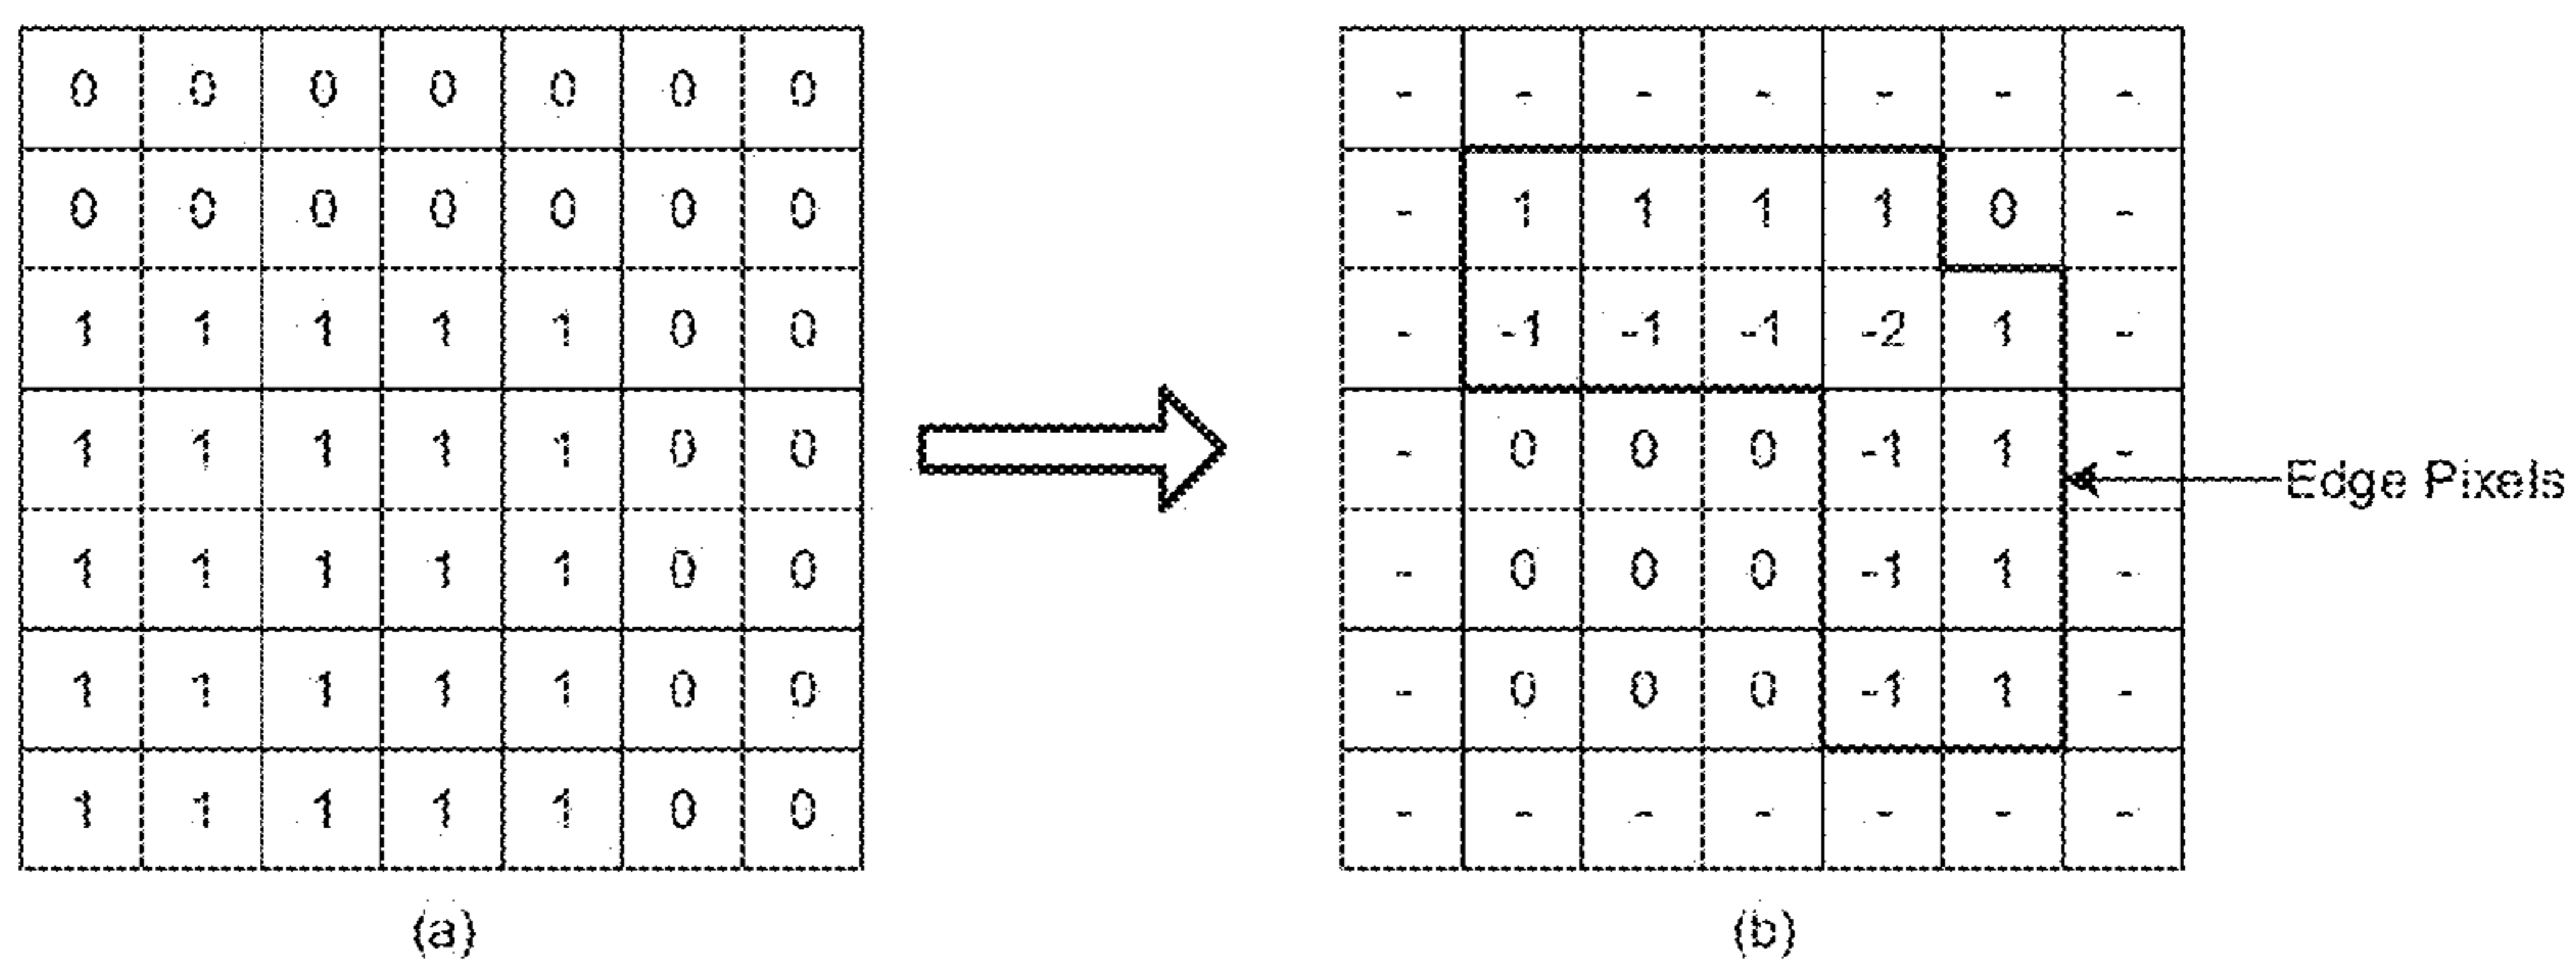 0 0 0 0 0 0 0
0 0 0 0 0 0 0
1 1 1 1 1 0 0
1 1 1 1 1 0 0
1 1 1 1 1 0 0
1 1 1 1 1 0 0
1 1 1 1 1 0 0
(a)
- - - - - - -
- 1 1 1 1 0 -
- -1 -1 -1 -2 1 -
- 0 0 0 -1 1 -
- 0 0 0 -1 1 -
- 0 0 0 -1 1 -
- - - - - - -
(b)
Edge Pixels